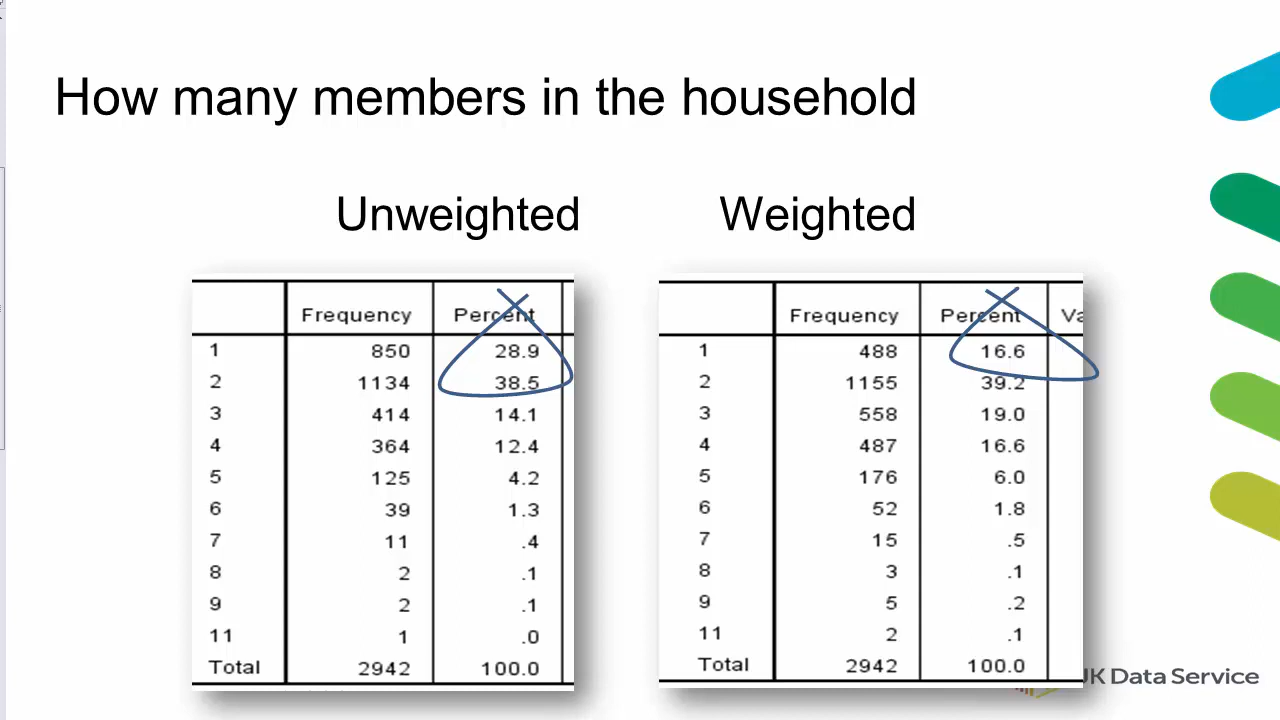 How many members in the household
Unweighted
Weighted
Frequency Percent
1 850 28.9
2 1134 38.5
3 414 14.1
4 364 12.4
5 125 4.2
6 39 1.3
7 11 .4
8 2 .1
9 2 .1
11 1 .0
Total 2942 100.0
Frequency Percent Va
1 488 16.6
2 1155 39.2
3 558 19.0
4 487 16.6
5 176 6.0
6 52 1.8
7 15 .5
8 3 .1
9 5 .2
11 2 .1
Total 2942 100.0
UK Data Service